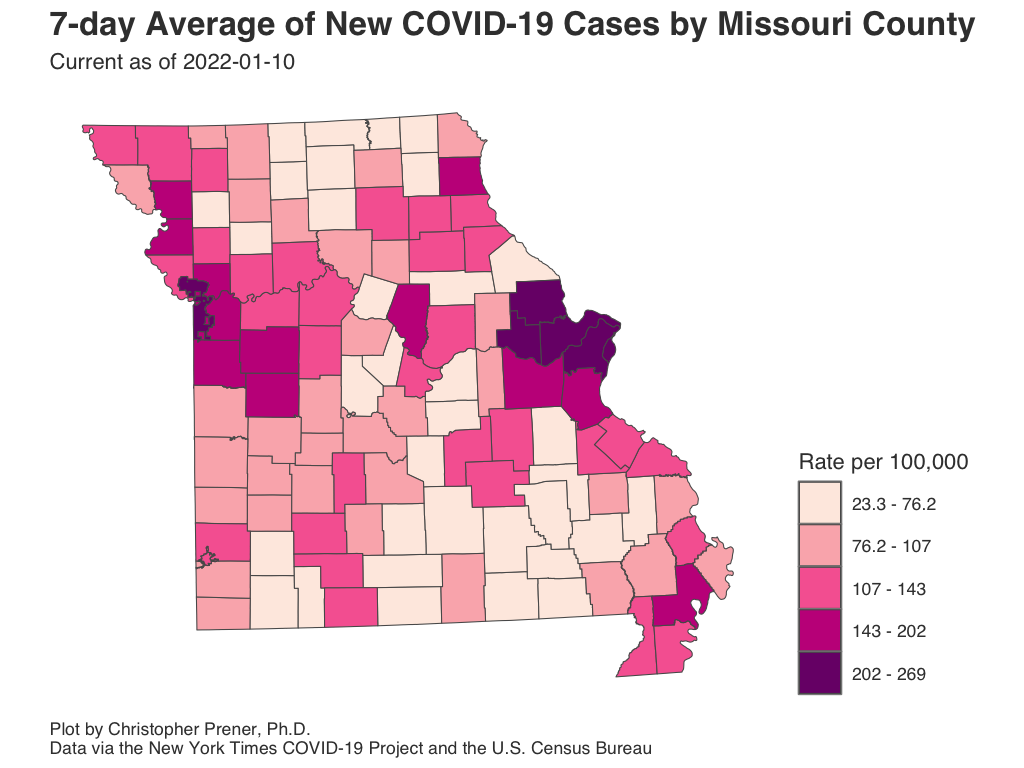 7-day Average of New COVID-19 Cases by Missouri County
Current as of 2022-01-10
Rate per 100,000
23.3 - 76.2
76.2 - 107
107 - 143
143 - 202
202 - 269
Plot by Christopher Prener, Ph.D.
Data via the New York Times COVID-19 Project and the U.S. Census Bureau